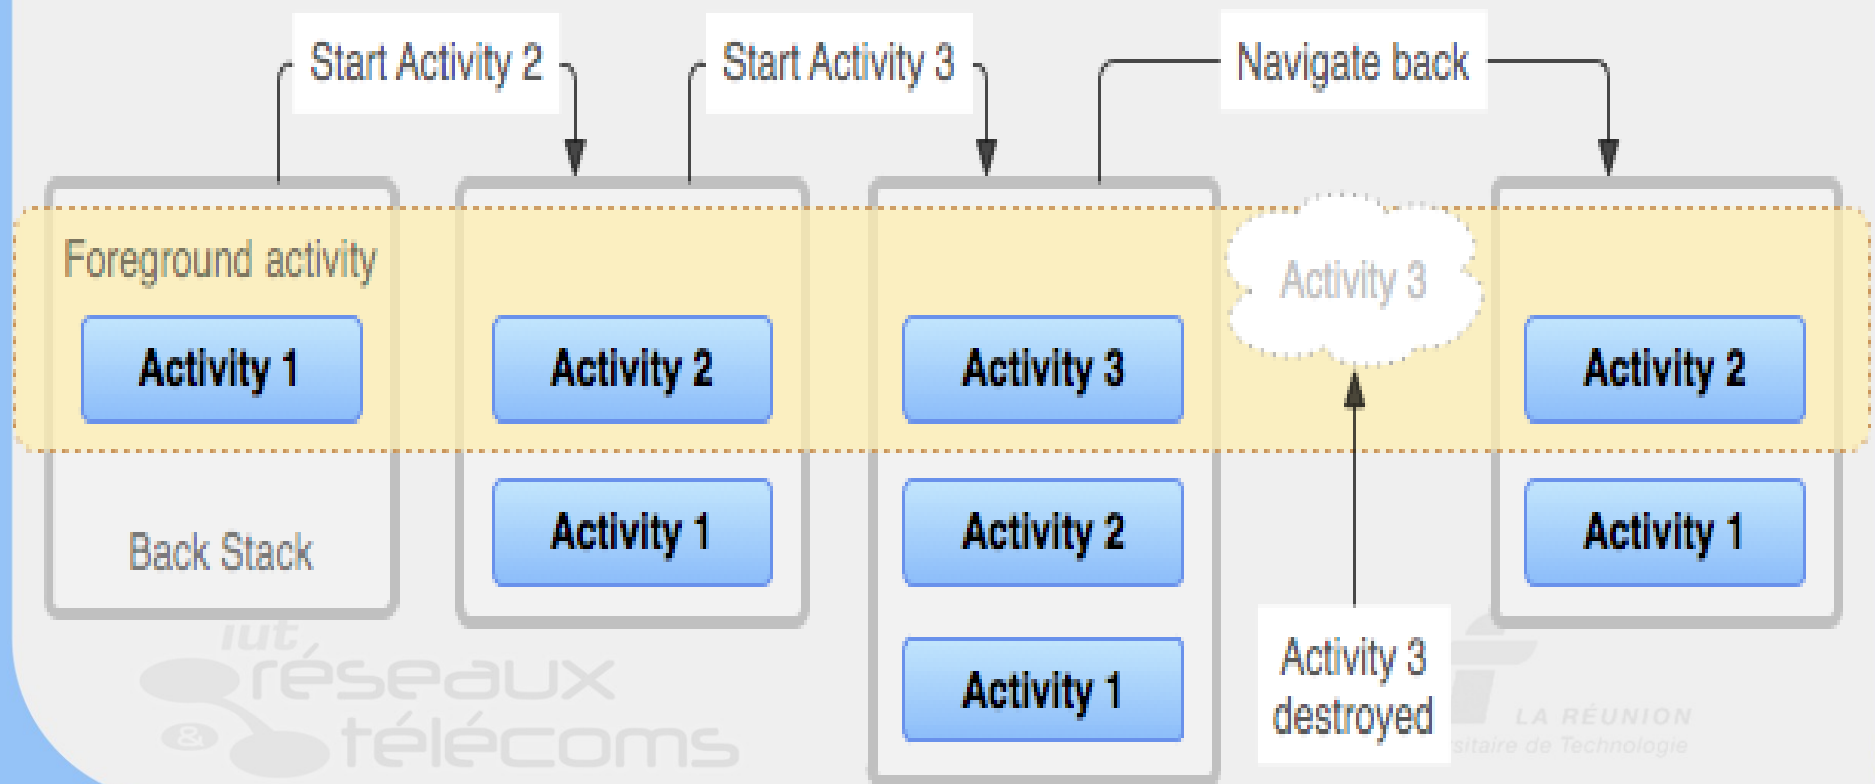 Start Activity 2
Start Activity 3
Navigate back
Foreground activity
Activity 1
Back Stack
Activity 2
Activity 1
Activity 3
Activity 2
Activity 1
Activity 3
Activity 3
destroyed
Activity 2
Activity 1
iut
réseaux
&
télécoms
LA RÉUNION
sitaire de Technologie